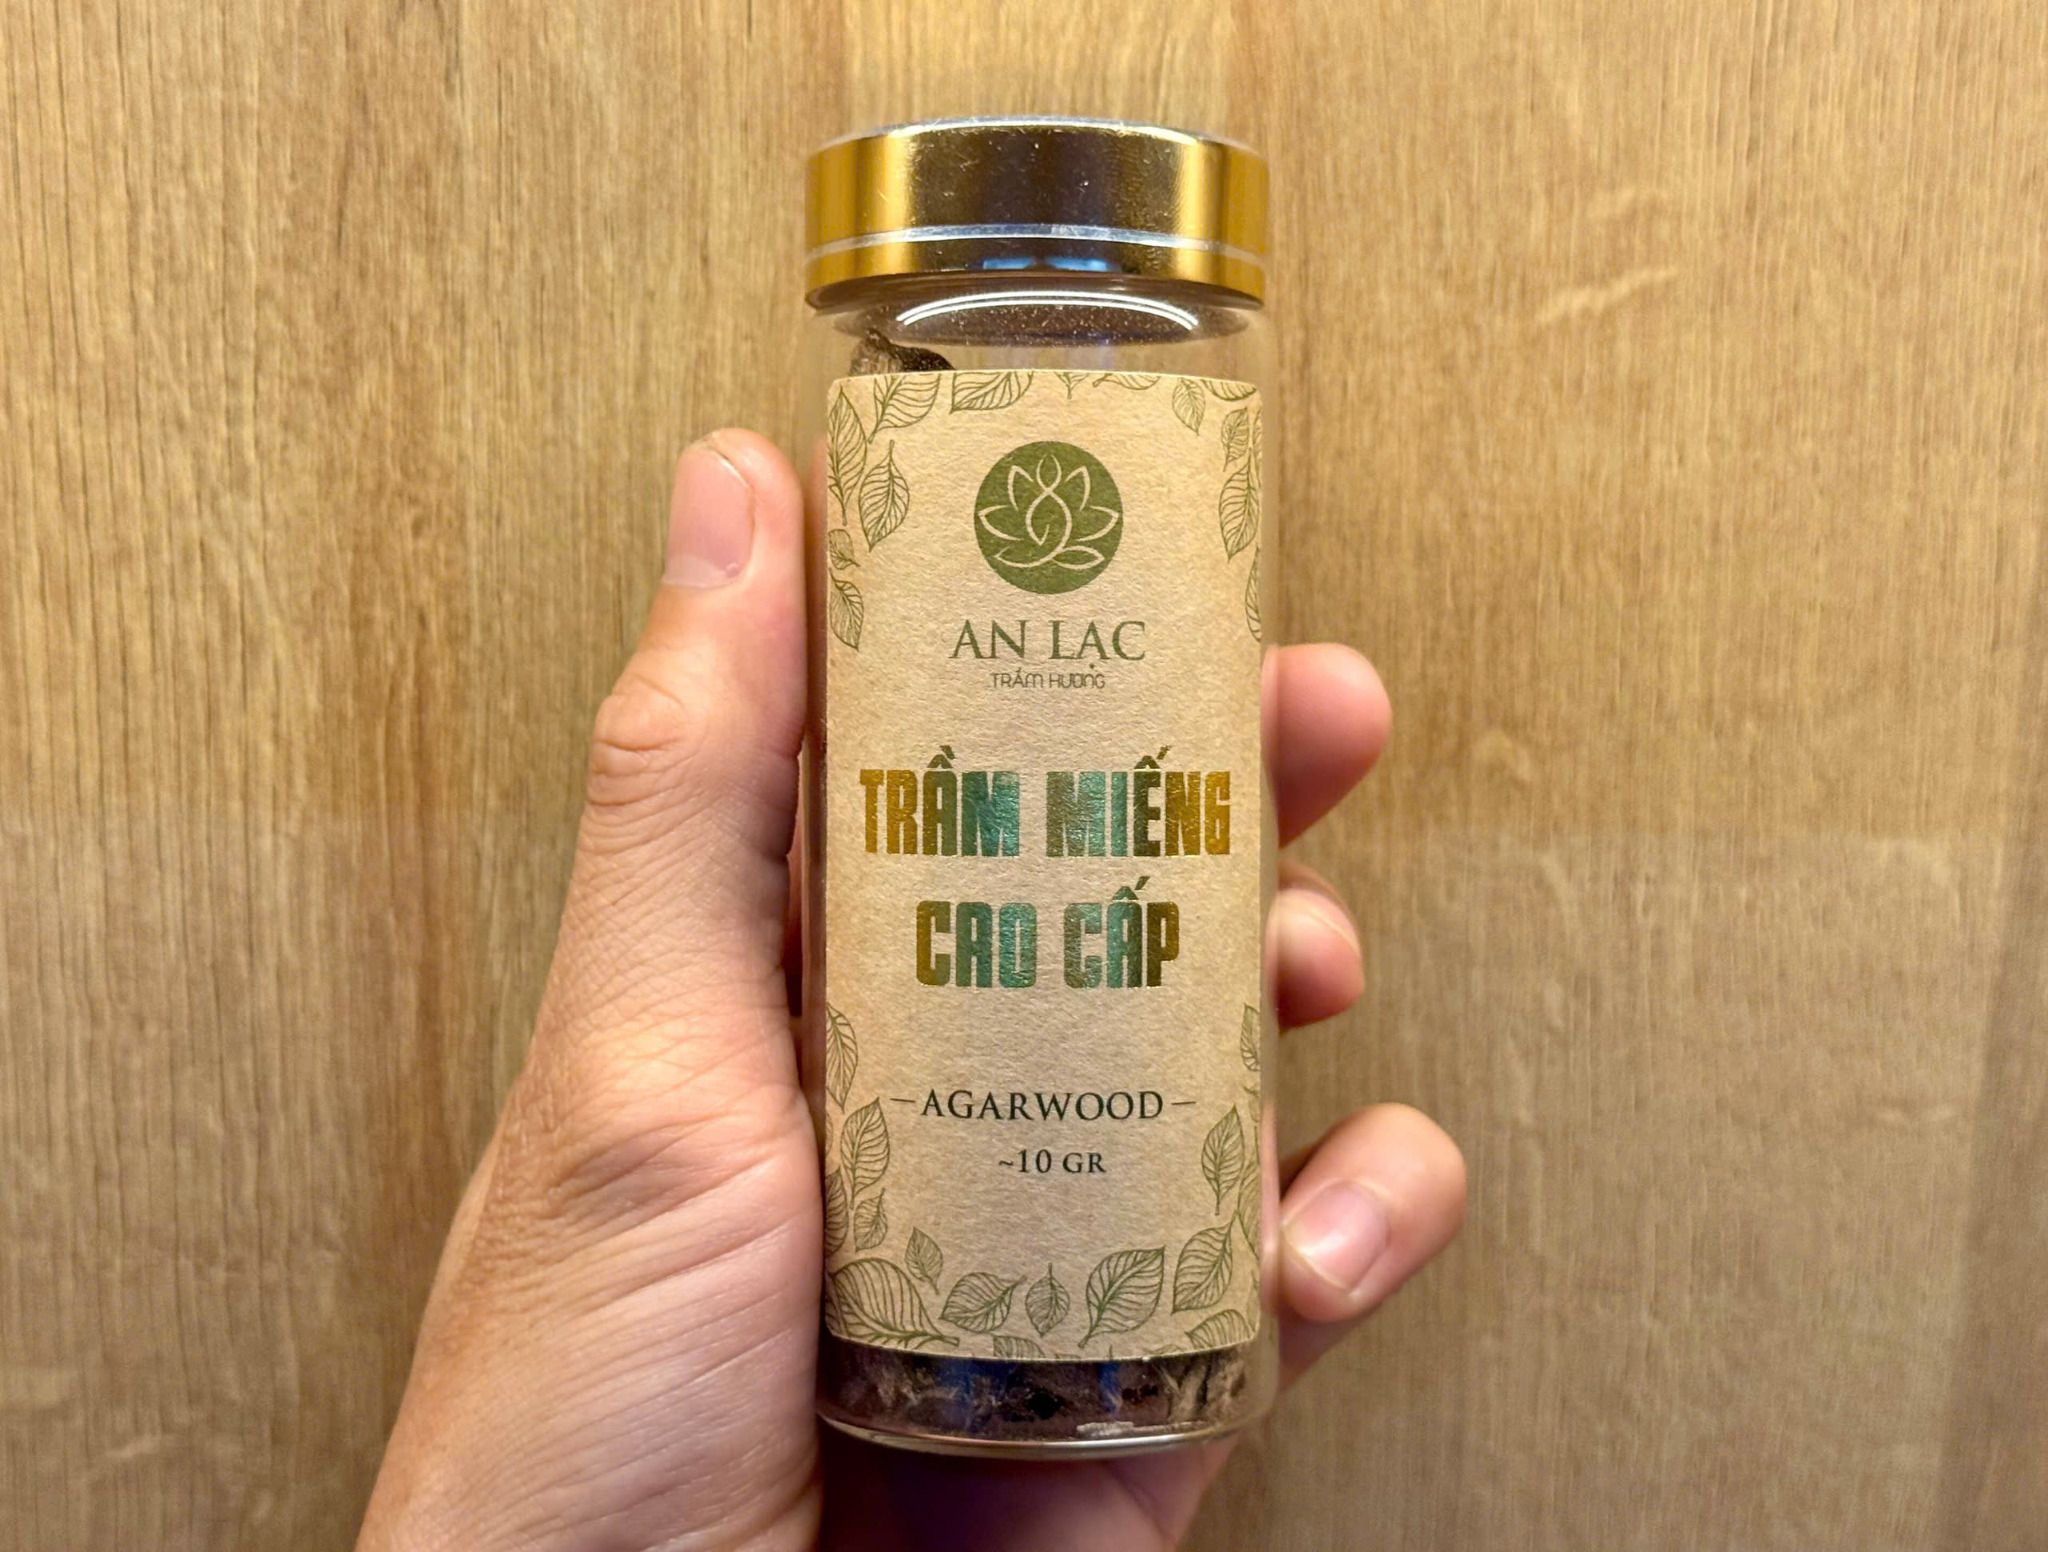 AN LẠC
TRẦM HƯƠNG
TRẦM MIẾNG
CAO CẤP
AGARWOOD
~10 GR